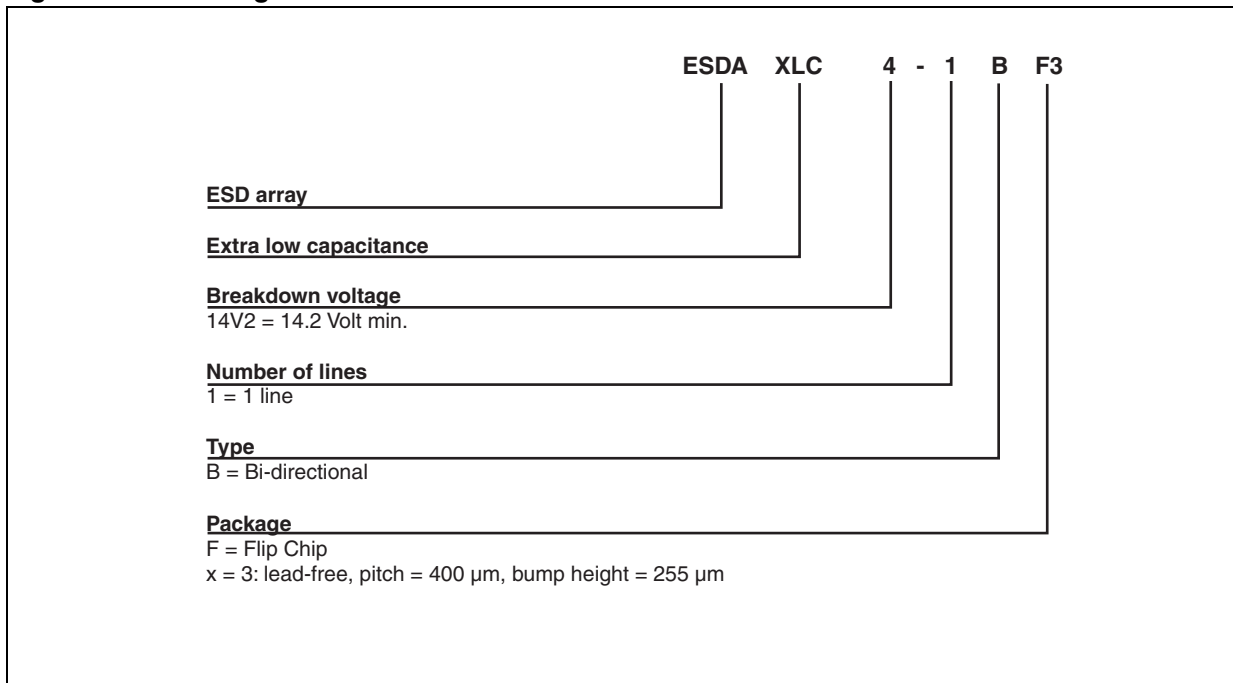 ESDA XLC 4 - 1 B F3
ESD array
Extra low capacitance
Breakdown voltage
14V2 = 14.2 Volt min.
Number of lines
1 = 1 line
Type
B = Bi-directional
Package
F = Flip Chip
x = 3: lead-free, pitch = 400 µm, bump height = 255 µm